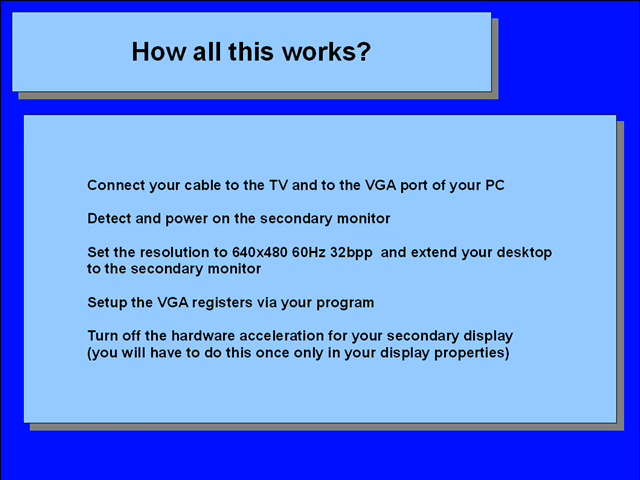 How all this works?
Connect your cable to the TV and to the VGA port of your PC
Detect and power on the secondary monitor
Set the resolution to 640x480 60Hz 32bpp  and extend your desktop
to the secondary monitor
Setup the VGA registers via your program
Turn off the hardware acceleration for your secondary display
(you will have to do this once only in your display properties)